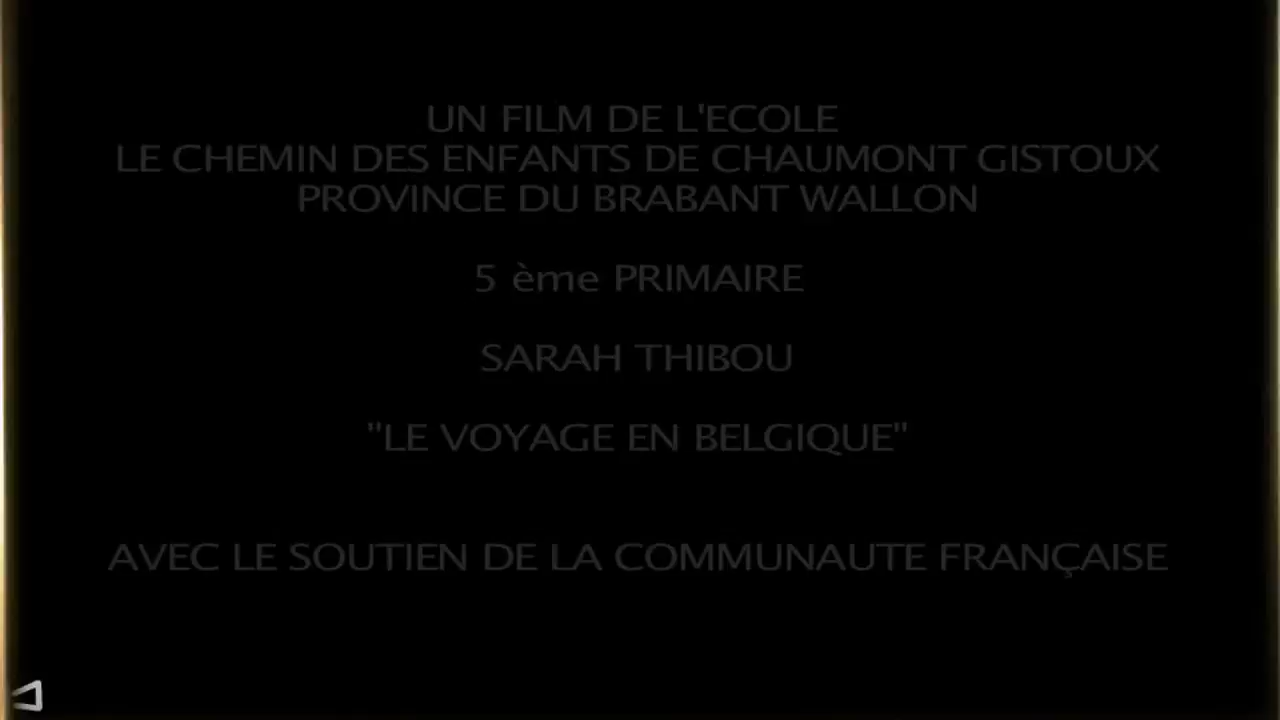 UN FILM DE L'ECOLE
LE CHEMIN DES ENFANTS DE CHAUMONT GISTOUX
PROVINCE DU BRABANT WALLON
5 ème PRIMAIRE
SARAH THIBOU
"LE VOYAGE EN BELGIQUE"
AVEC LE SOUTIEN DE LA COMMUNAUTE FRANÇAISE